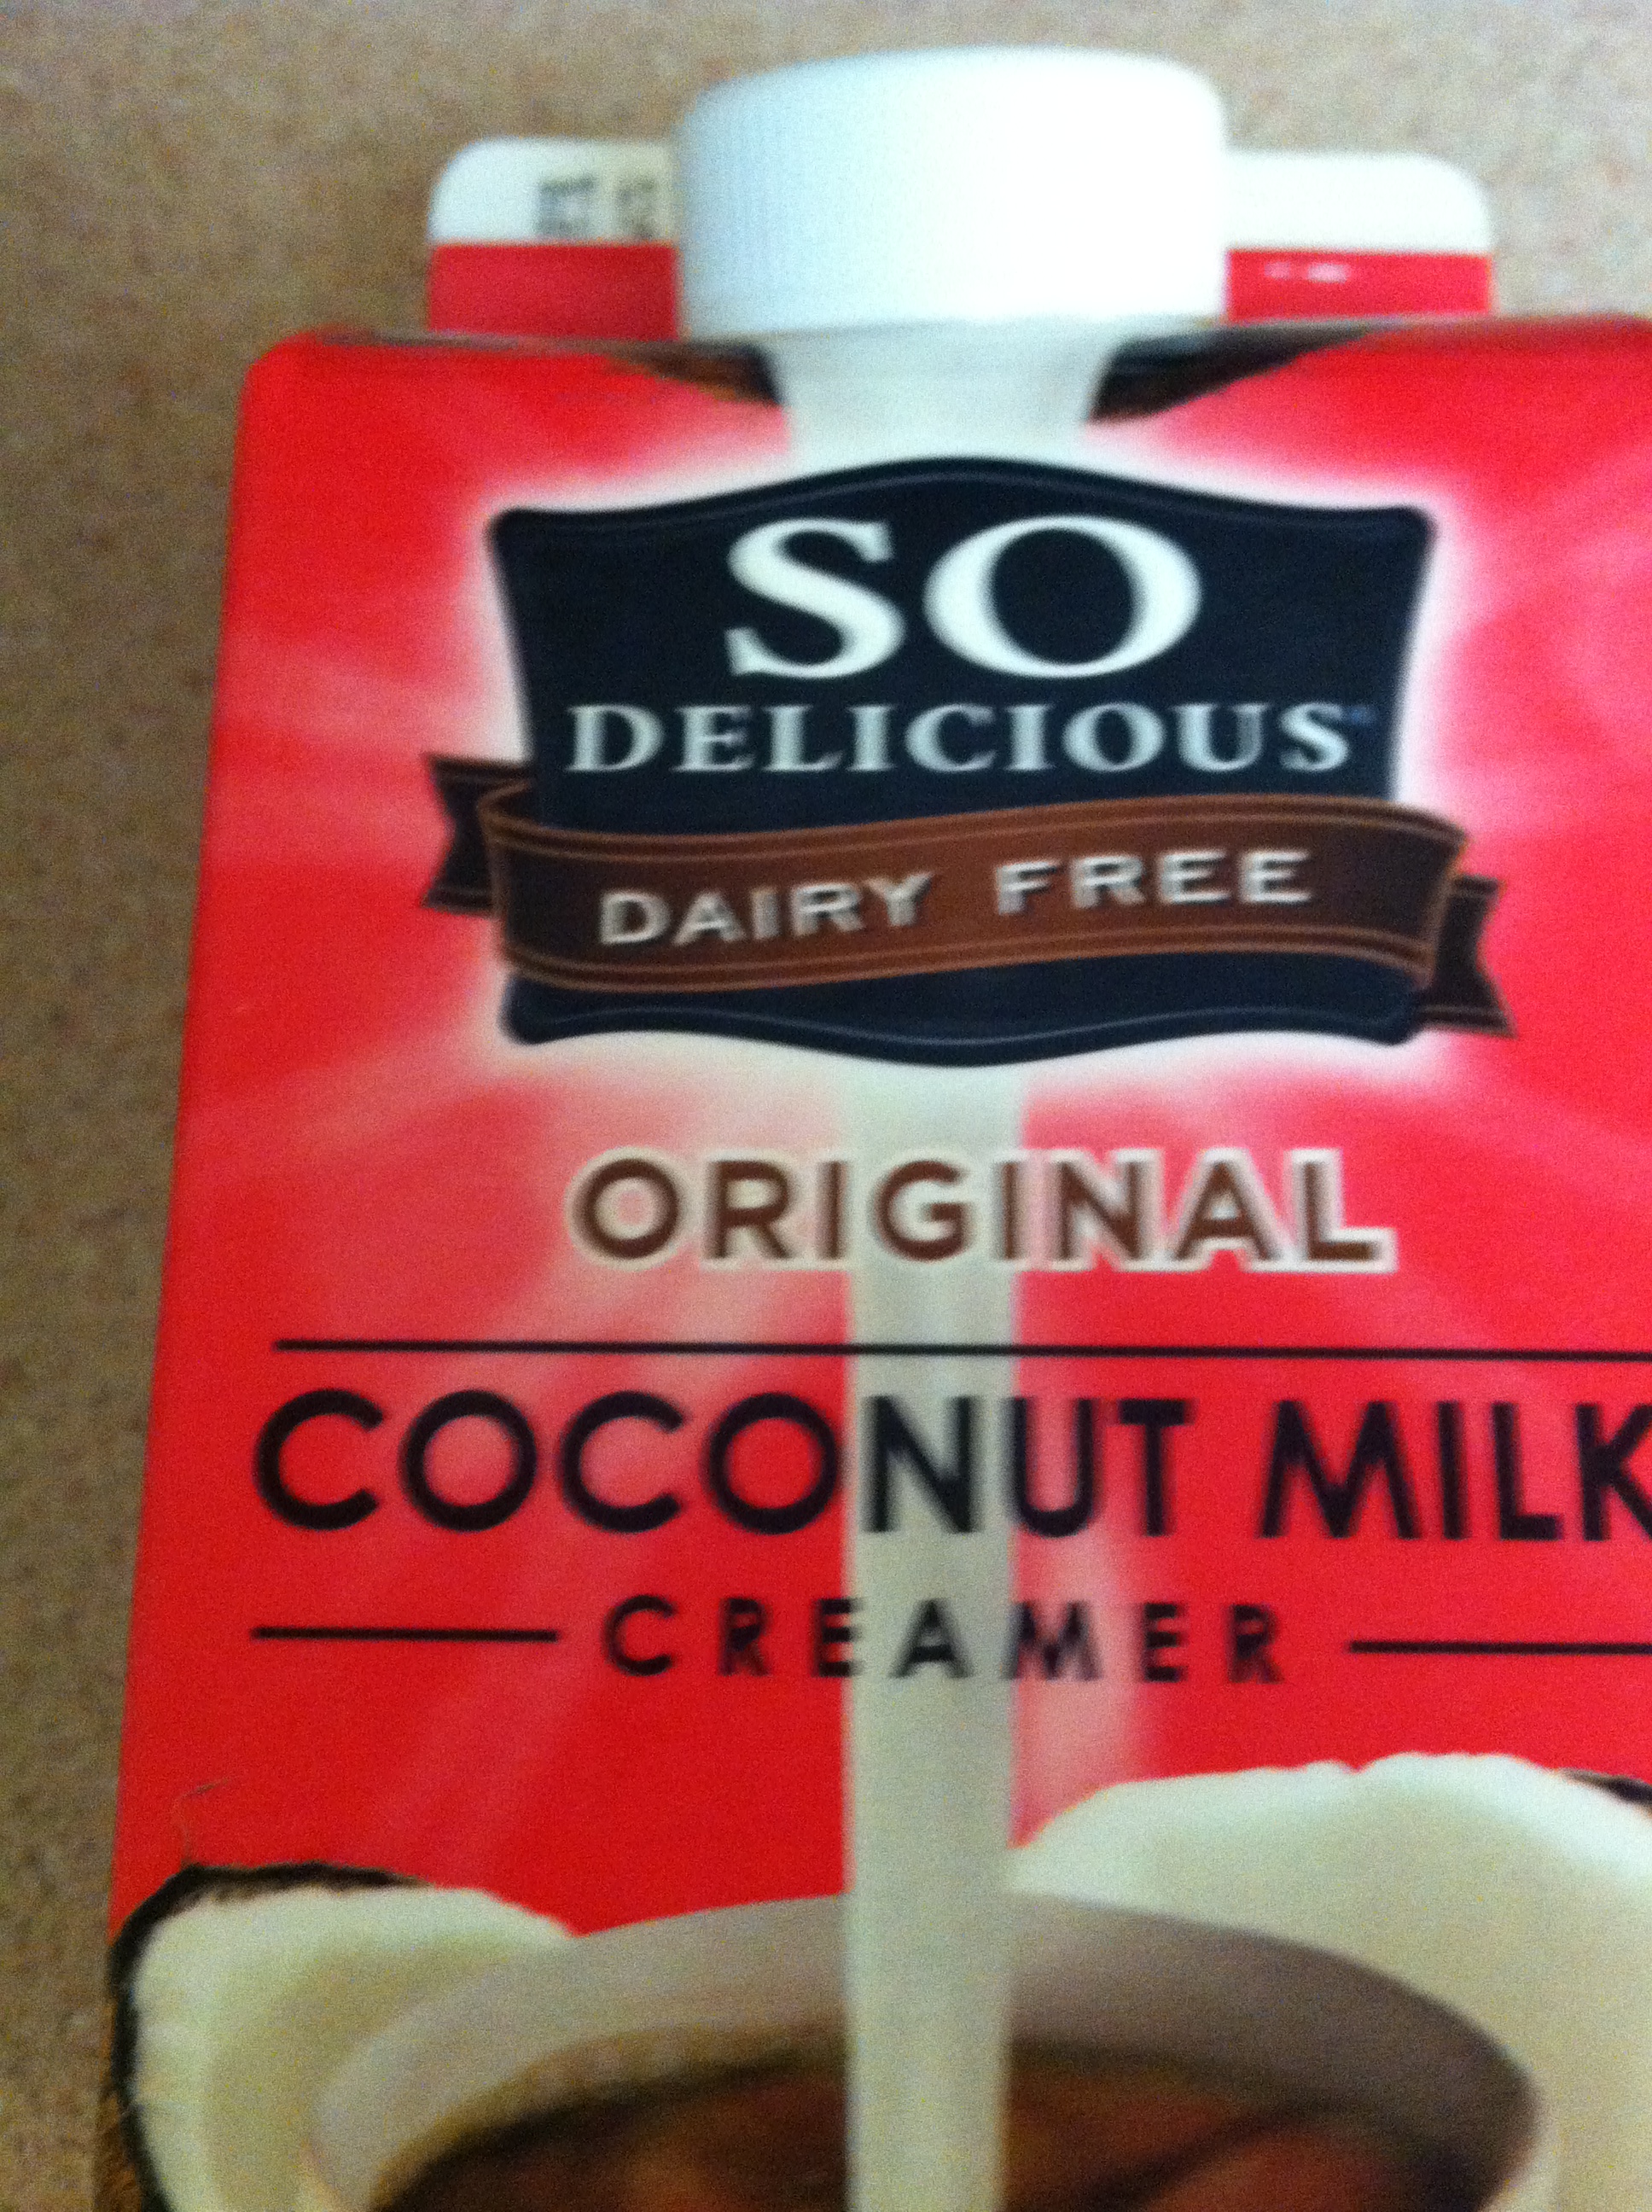 SO
DELICIOUS®
DAIRY FREE
ORIGINAL
COCONUT MILK
CREAMER